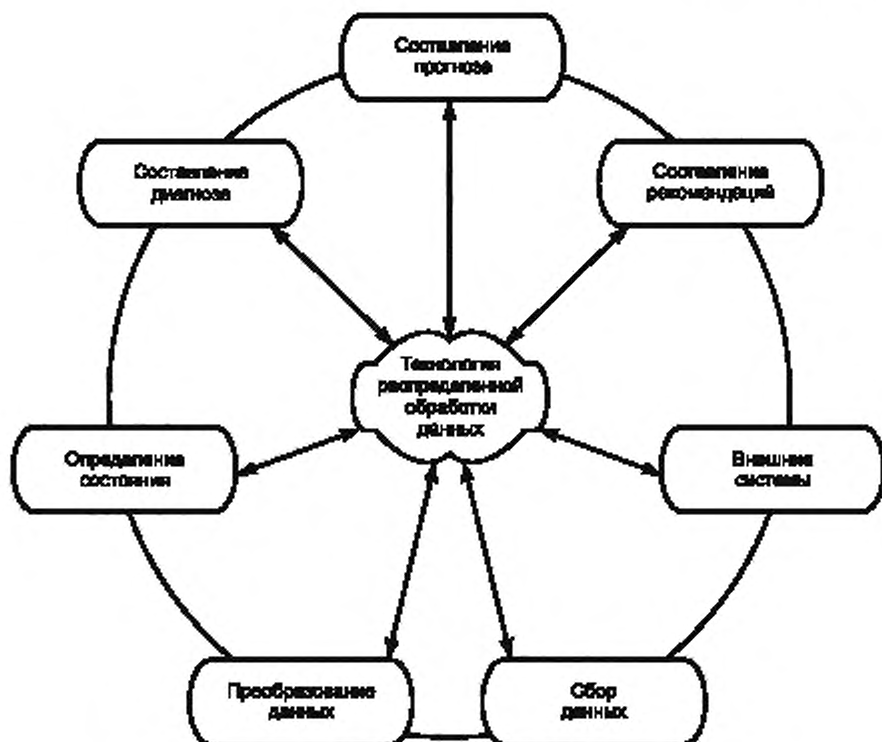 Составление
прогноза
Составление
диагноза
Составление
рекомендаций
Технология
распределенной
обработки
данных
Определение
состояния
Внешние
системы
Преобразование
данных
Сбор
данных